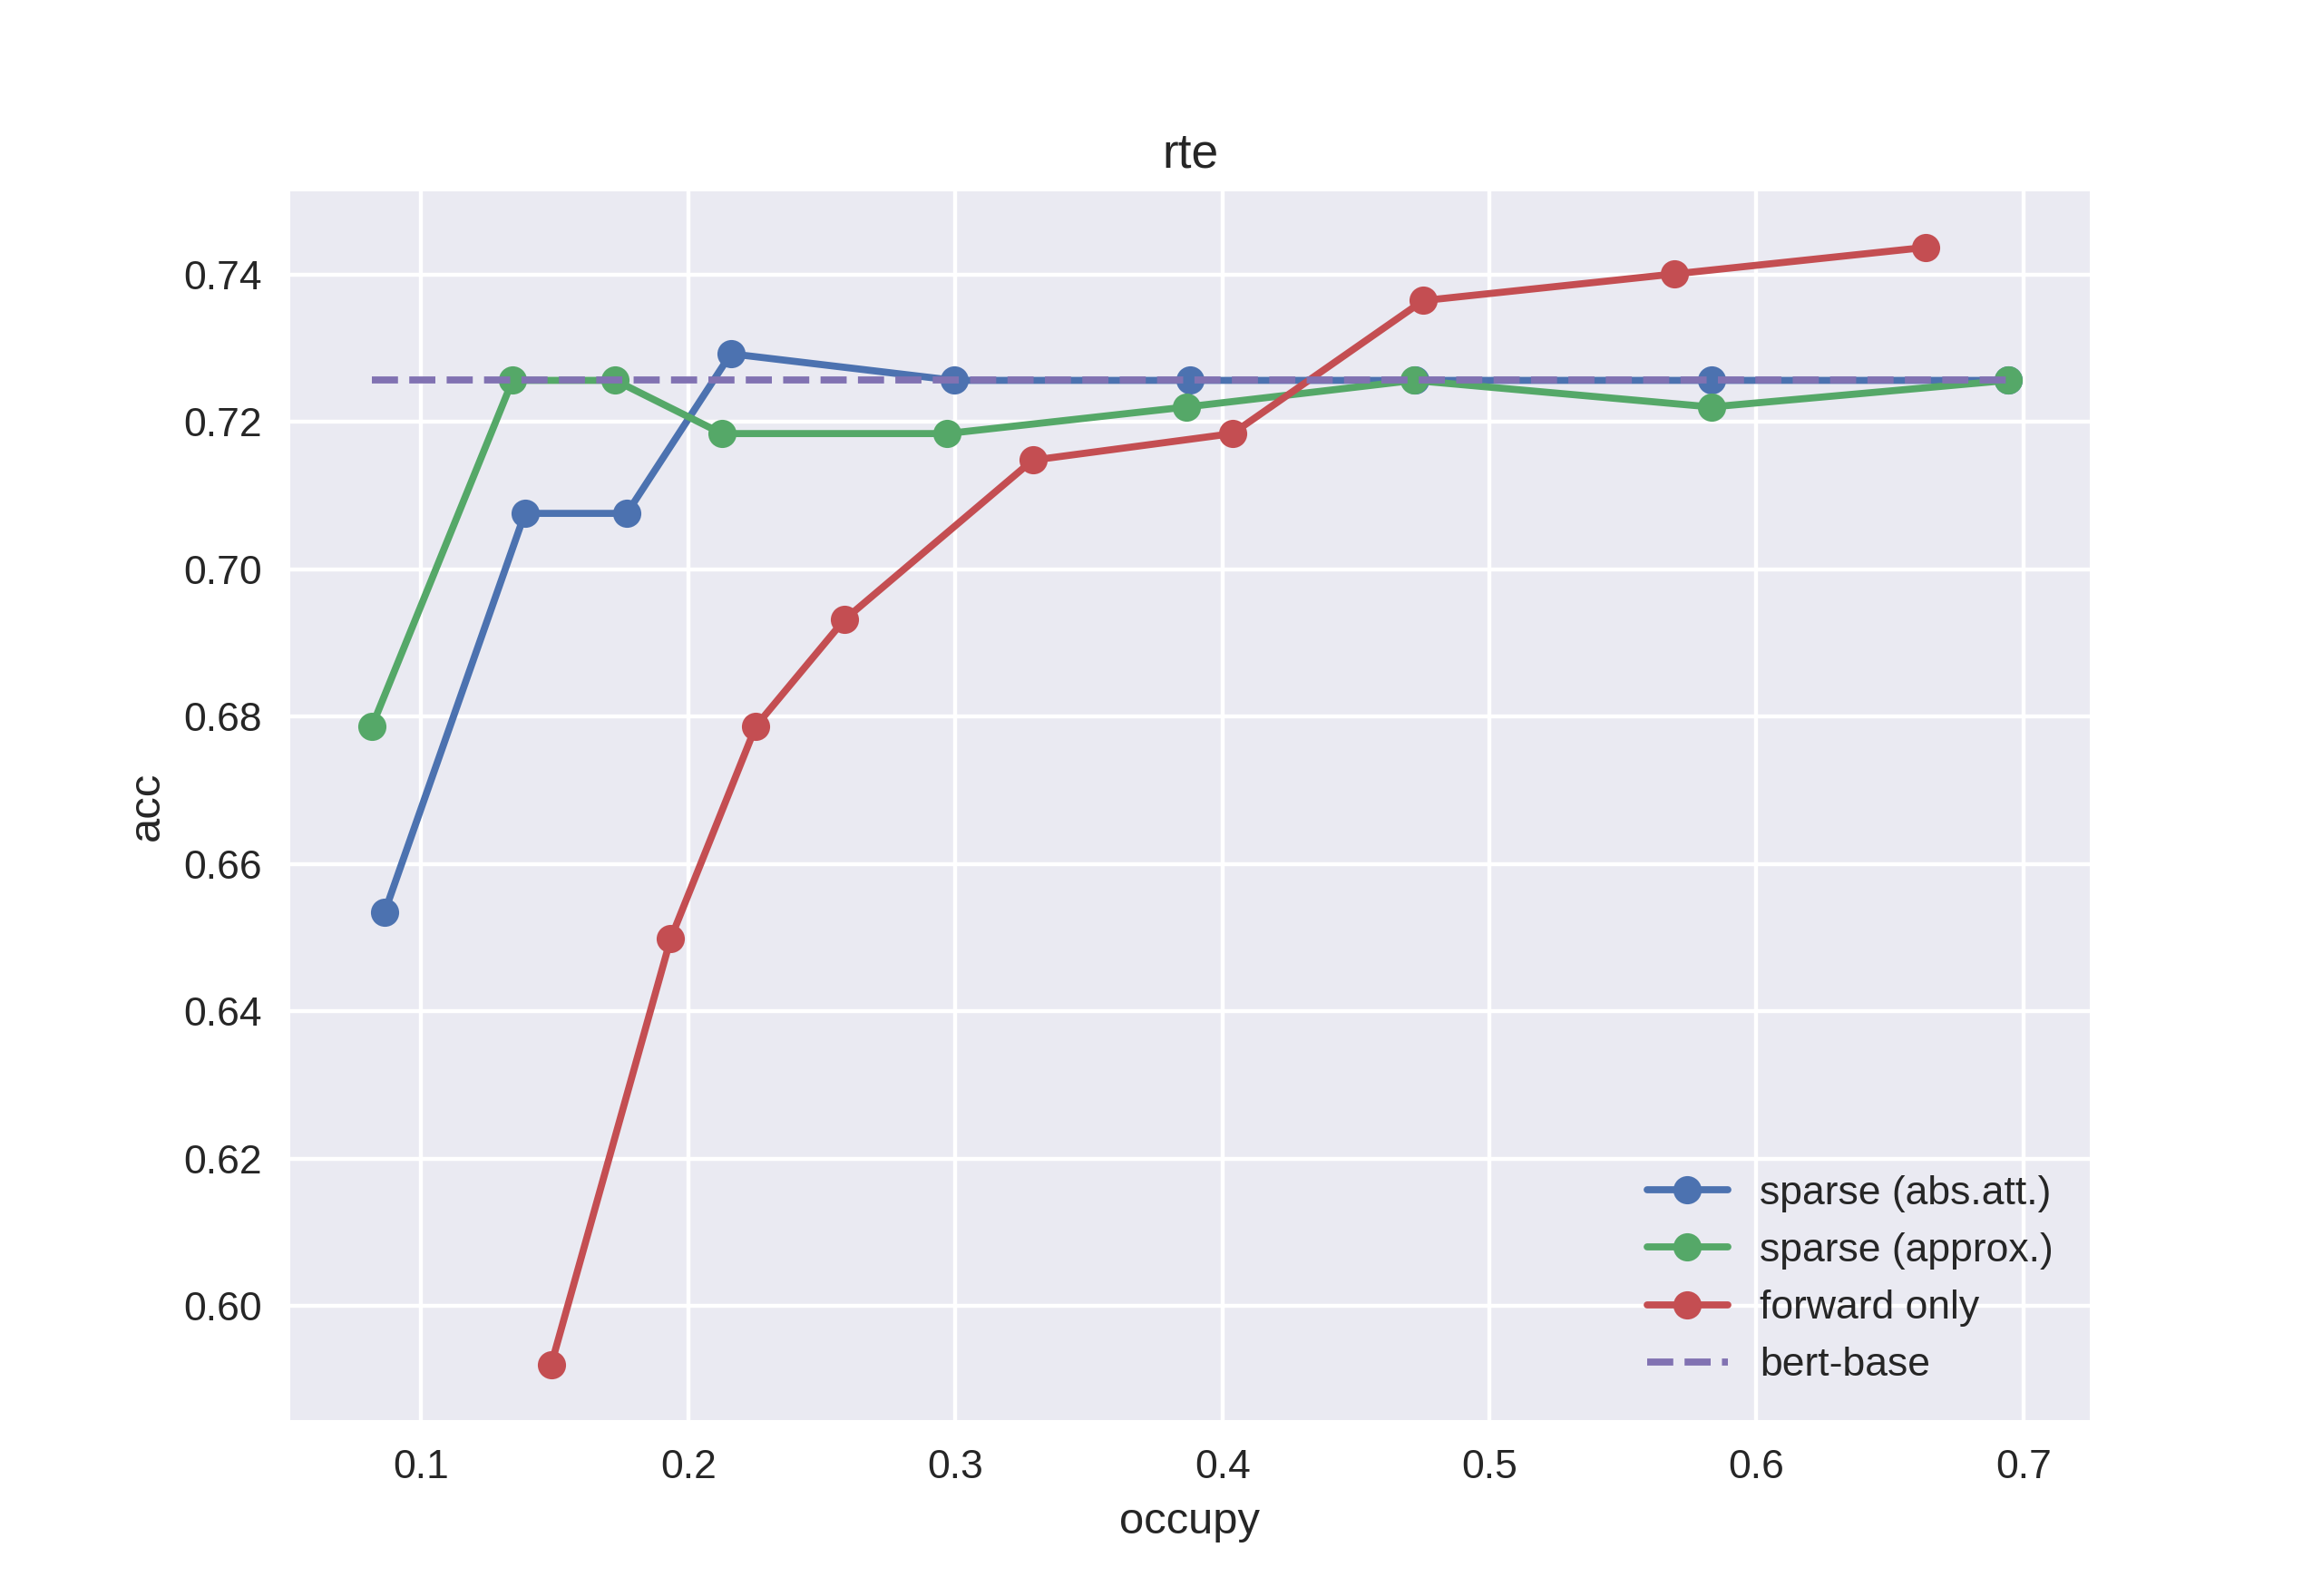 rte
0.74
0.72
0.70
0.68
0.66
0.64
0.62
0.60
acc
sparse (abs.att.)
sparse (approx.)
forward only
bert-base
0.1 0.2 0.3 0.4 0.5 0.6 0.7
occupy